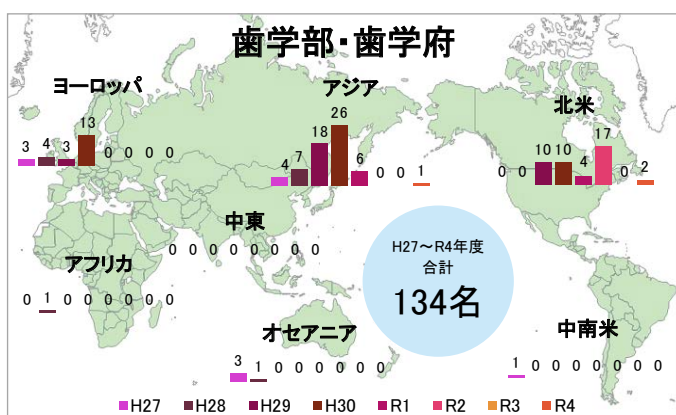 歯学部・歯学府
ヨーロッパ
3 4 3 13 0 0 0 0
アジア
4 7 18 26 6 0 0 1
北米
0 0 10 10 4 17 0 2
中東
0 0 0 0 0 0 0 0
アフリカ
0 1 0 0 0 0 0 0
H27～R4年度
合計
134名
オセアニア
3 1 0 0 0 0 0 0
中南米
1 0 0 0 0 0 0 0
H27 H28 H29 H30 R1 R2 R3 R4